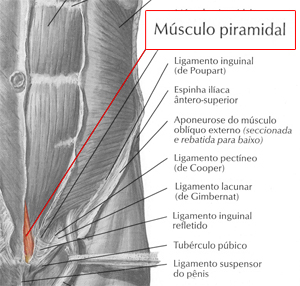 Músculo piramidal
Ligamento inguinal
(de Poupart)
Espinha ilíaca
ântero-superior
Aponeurose do músculo
oblíquo externo (seccionada
e rebatida para baixo)
Ligamento pectíneo
(de Cooper)
Ligamento lacunar
(de Gimbernat)
Ligamento inguinal
refletido
Tubérculo púbico
Ligamento suspensor
do pênis